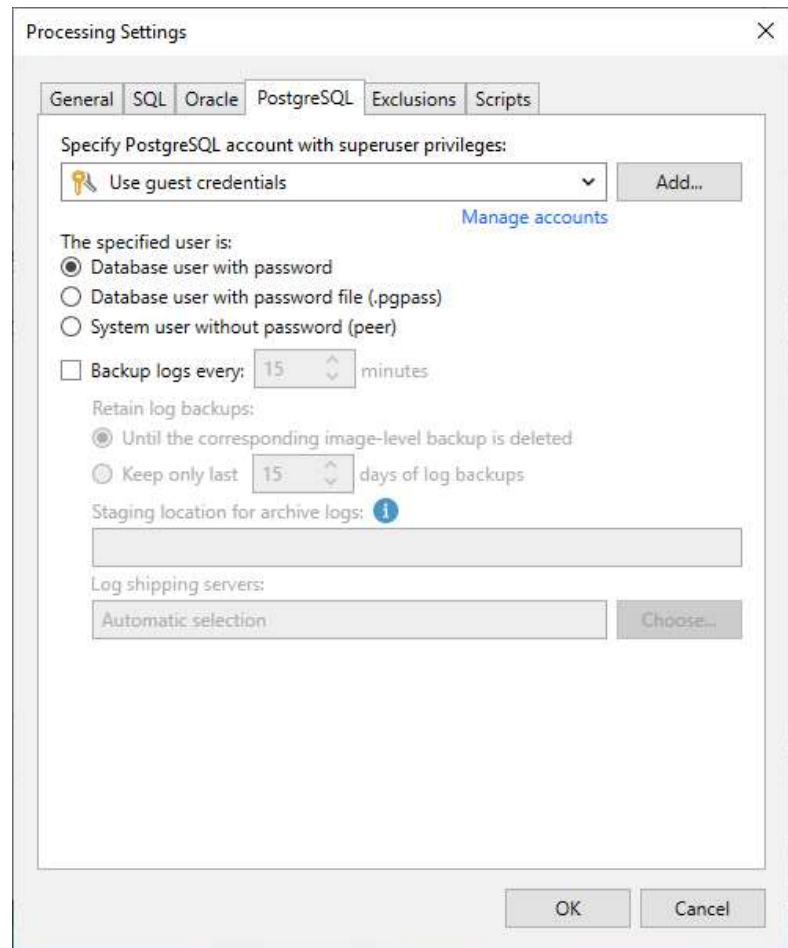 Processing Settings
General SQL Oracle PostgreSQL Exclusions Scripts
Specify PostgreSQL account with superuser privileges:
Use guest credentials Add...
Manage accounts
The specified user is:
Database user with password
Database user with password file (.pgpass)
System user without password (peer)
Backup logs every: 15 minutes
Retain log backups:
Until the corresponding image-level backup is deleted
Keep only last 15 days of log backups
Staging location for archive logs:
Log shipping servers:
Automatic selection Choose...
OK Cancel